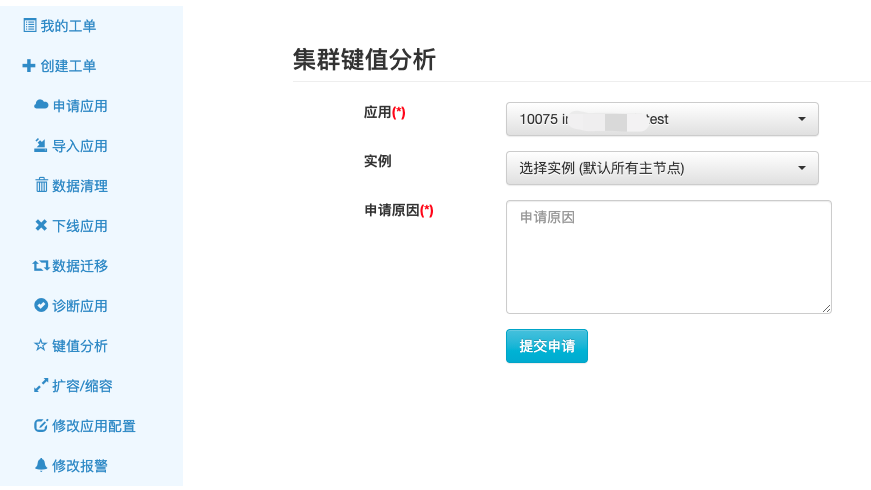 我的工单
创建工单
申请应用
导入应用
数据清理
下线应用
数据迁移
诊断应用
键值分析
扩容/缩容
修改应用配置
修改报警
集群键值分析
应用(*)
10075
实例
选择实例 (默认所有主节点)
申请原因(*)
申请原因
提交申请